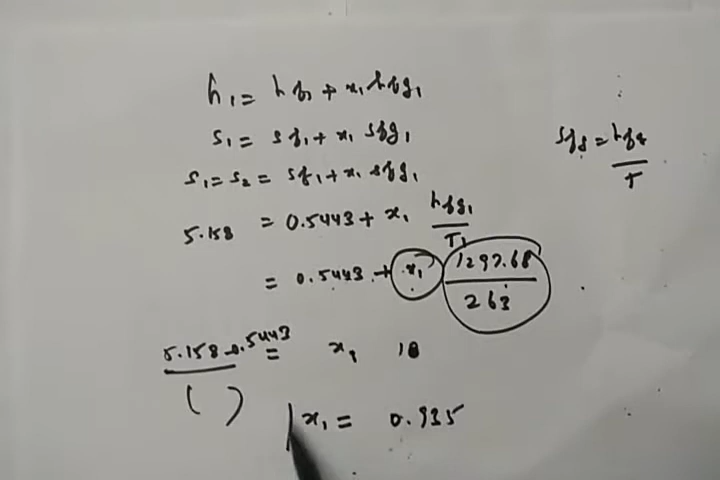 h₁ = hf₁ + x₁ hfg₁
s₁ = sf₁ + x₁ sfg₁
s₁ = s₂ = sf₁ + x₁ sfg₁
5.158 = 0.5443 + x₁ hfg₁ / T₁
= 0.5443 + x₁ 1297.68 / 263
5.158 - 0.5443 / ( ) = x₁
x₁ = 0.935
sfg = hfg / T